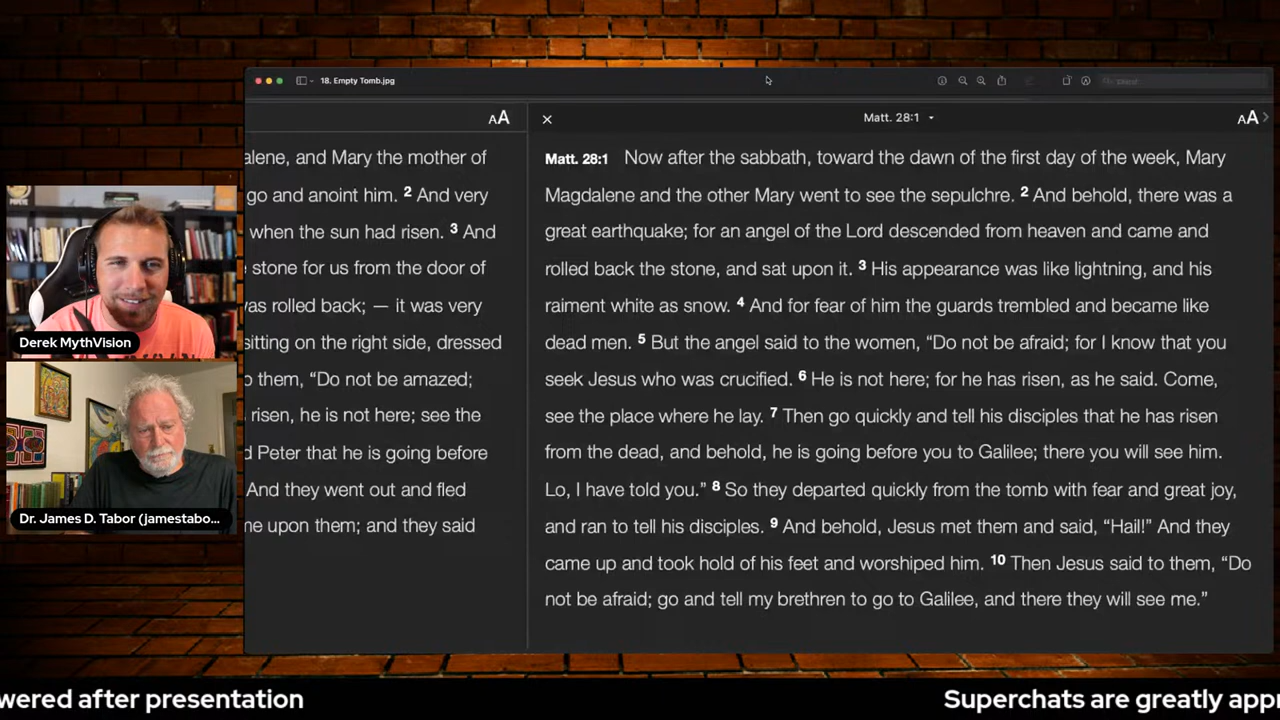 18. Empty Tomb.jpg
AA
Matt. 28:1
AA
alene, and Mary the mother of
go and anoint him. 2 And very
when the sun had risen. 3 And
stone for us from the door of
as rolled back; — it was very
itting on the right side, dressed
them, “Do not be amazed;
risen, he is not here; see the
Peter that he is going before
And they went out and fled
me upon them; and they said
Matt. 28:1 Now after the sabbath, toward the dawn of the first day of the week, Mary
Magdalene and the other Mary went to see the sepulchre. 2 And behold, there was a
great earthquake; for an angel of the Lord descended from heaven and came and
rolled back the stone, and sat upon it. 3 His appearance was like lightning, and his
raiment white as snow. 4 And for fear of him the guards trembled and became like
dead men. 5 But the angel said to the women, “Do not be afraid; for I know that you
seek Jesus who was crucified. 6 He is not here; for he has risen, as he said. Come,
see the place where he lay. 7 Then go quickly and tell his disciples that he has risen
from the dead, and behold, he is going before you to Galilee; there you will see him.
Lo, I have told you.” 8 So they departed quickly from the tomb with fear and great joy,
and ran to tell his disciples. 9 And behold, Jesus met them and said, “Hail!” And they
came up and took hold of his feet and worshiped him. 10 Then Jesus said to them, “Do
not be afraid; go and tell my brethren to go to Galilee, and there they will see me.”
Derek MythVision
Dr. James D. Tabor (jamestabo...
wered after presentation
Superchats are greatly app